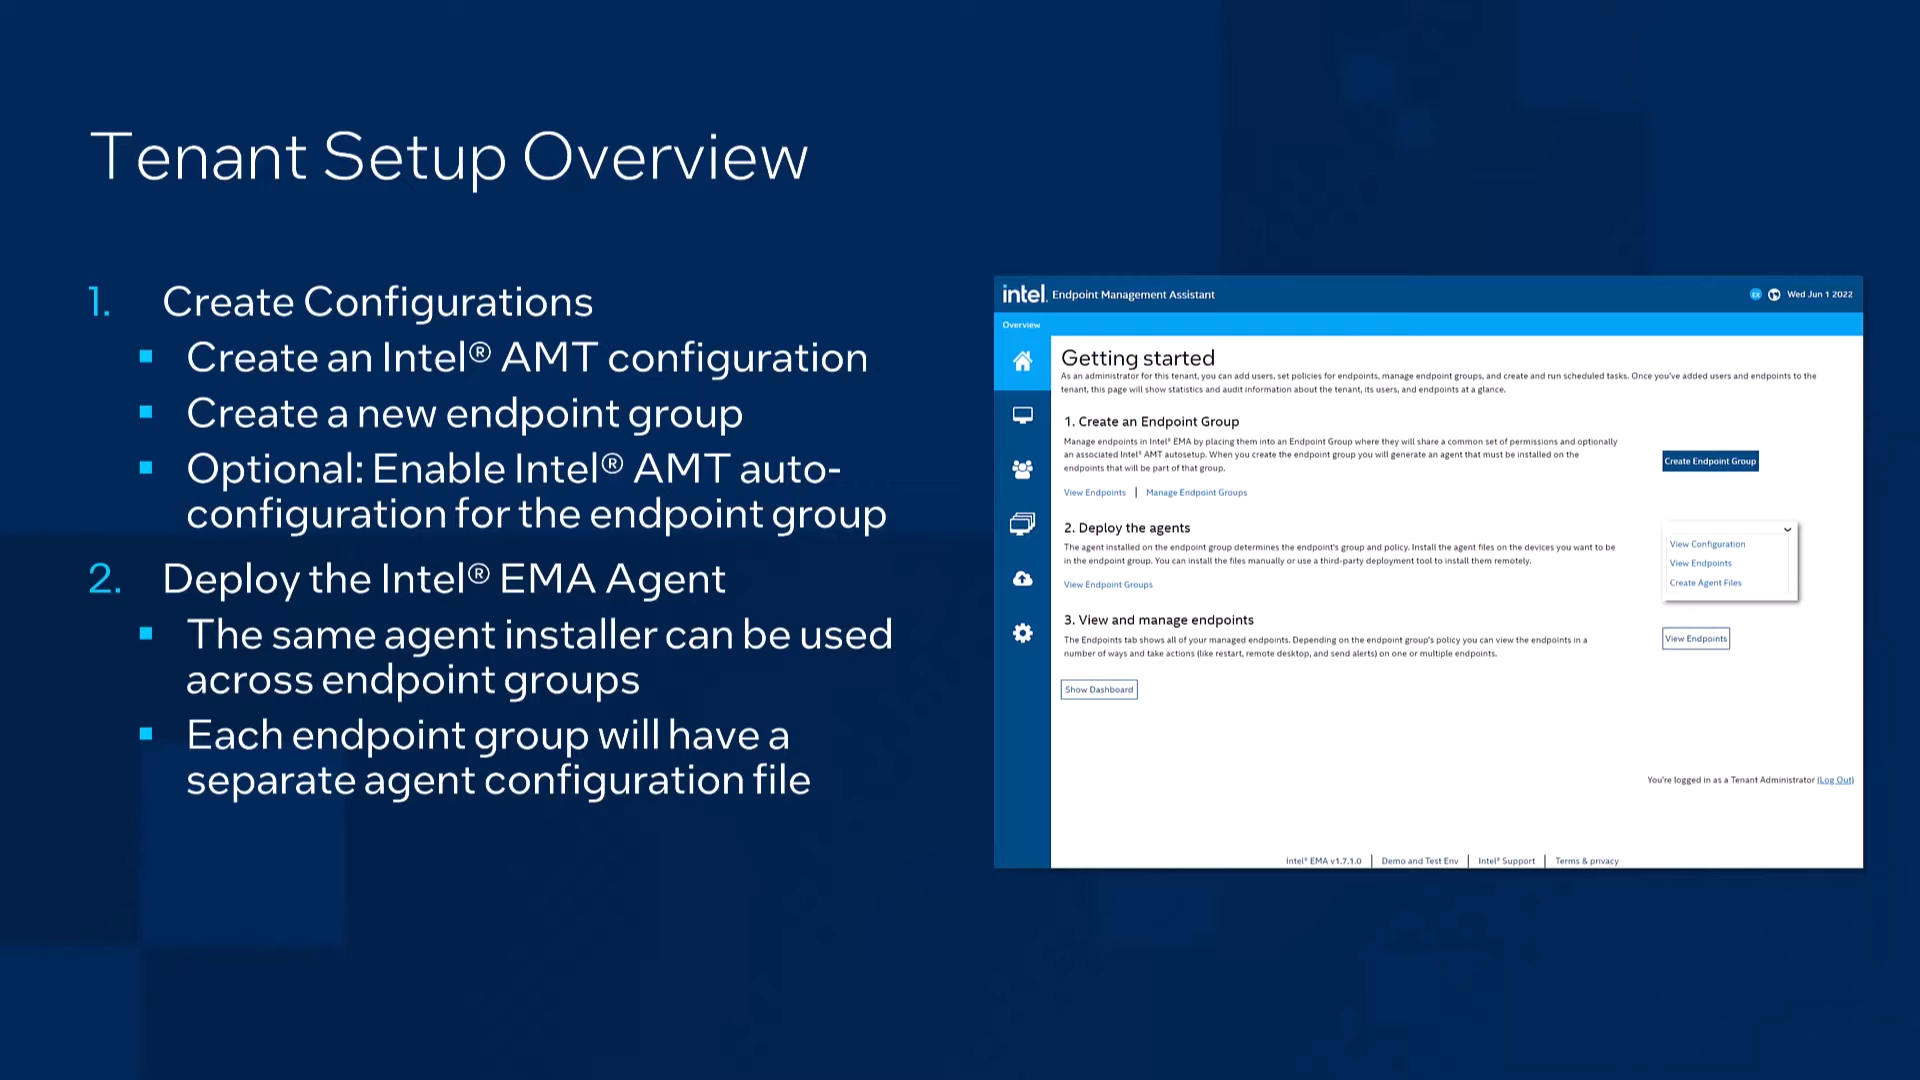 Tenant Setup Overview
1. Create Configurations
▪ Create an Intel® AMT configuration
▪ Create a new endpoint group
▪ Optional: Enable Intel® AMT auto-
configuration for the endpoint group
2. Deploy the Intel® EMA Agent
▪ The same agent installer can be used
across endpoint groups
▪ Each endpoint group will have a
separate agent configuration file
intel. Endpoint Management Assistant
EX Wed Jun 1 2022
Overview
Getting started
As an administrator for this tenant, you can add users, set policies for endpoints, manage endpoint groups, and create and run scheduled tasks. Once you've added users and endpoints to the
tenant, this page will show statistics and audit information about the tenant, its users, and endpoints at a glance.
1. Create an Endpoint Group
Manage endpoints in Intel® EMA by placing them into an Endpoint Group where they will share a common set of permissions and optionally
an associated Intel® AMT autosetup. When you create the endpoint group you will generate an agent that must be installed on the
endpoints that will be part of that group.
Create Endpoint Group
View Endpoints | Manage Endpoint Groups
2. Deploy the agents
The agent installed on the endpoint group determines the endpoint's group and policy. Install the agent files on the devices you want to be
in the endpoint group. You can install the files manually or use a third-party deployment tool to install them remotely.
View Endpoint Groups
View Configuration
View Endpoints
Create Agent Files
3. View and manage endpoints
The Endpoints tab shows all of your managed endpoints. Depending on the endpoint group's policy you can view the endpoints in a
number of ways and take actions (like restart, remote desktop, and send alerts) on one or multiple endpoints.
View Endpoints
Show Dashboard
You're logged in as a Tenant Administrator (Log Out)
Intel® EMA v1.7.1.0 | Demo and Test Env | Intel® Support | Terms & privacy